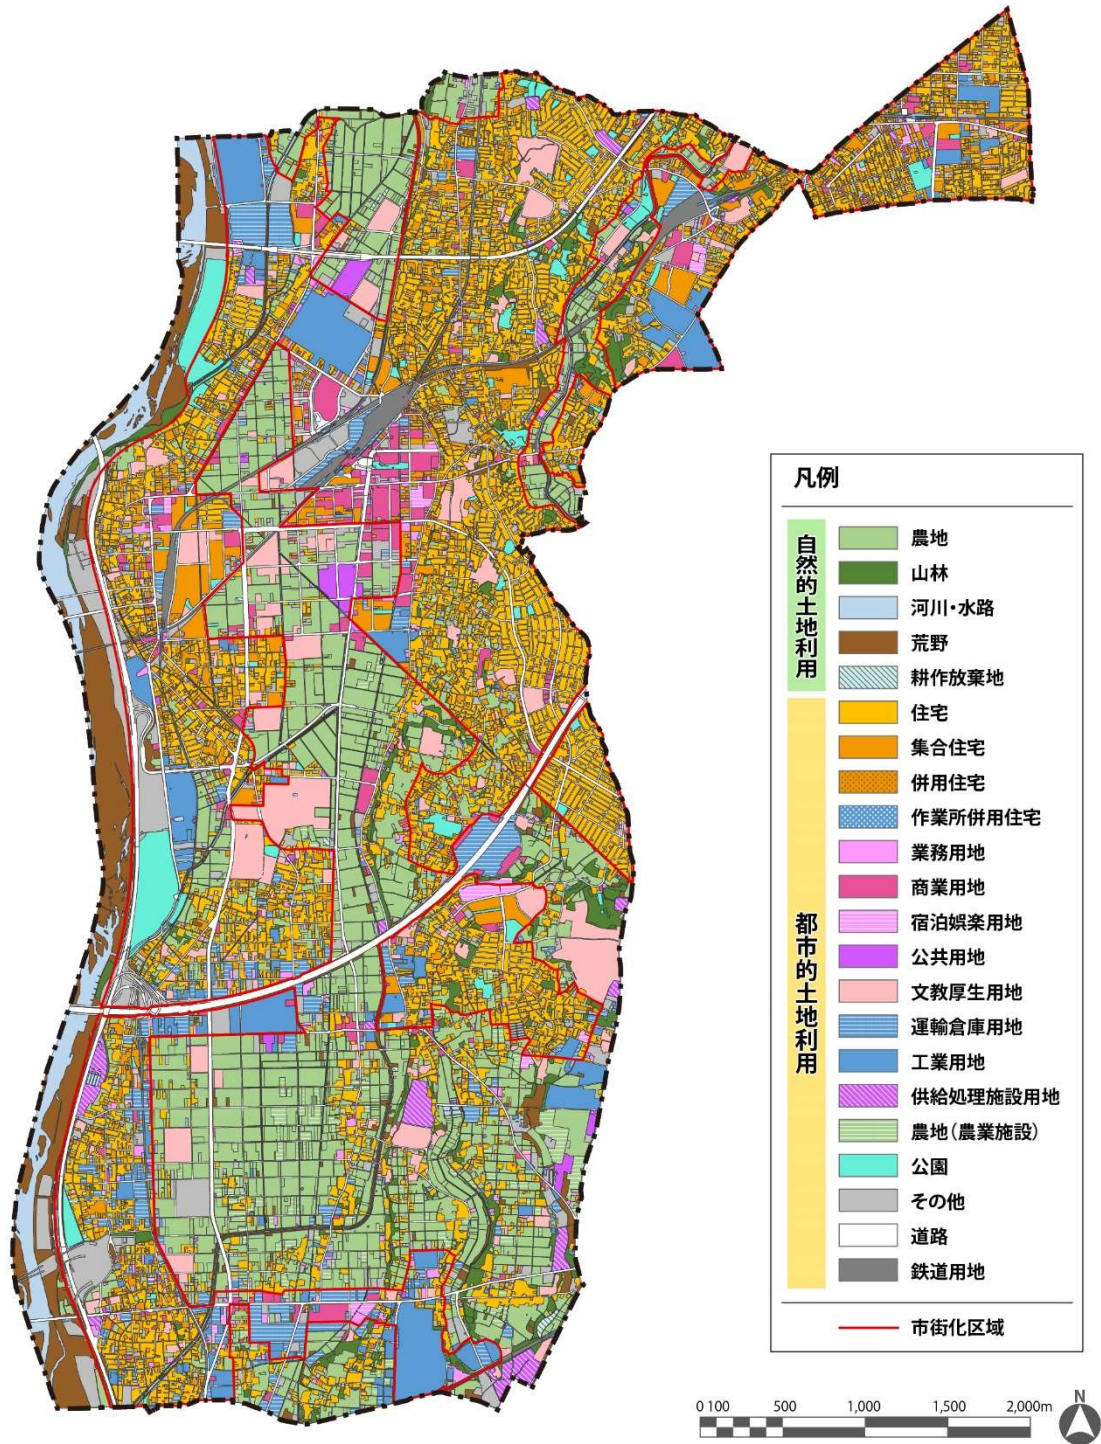 凡例
自然的土地利用
農地
山林
河川・水路
荒野
耕作放棄地
都市的土地利用
住宅
集合住宅
併用住宅
作業所併用住宅
業務用地
商業用地
宿泊娯楽用地
公共用地
文教厚生用地
運輸倉庫用地
工業用地
供給処理施設用地
農地（農業施設）
公園
その他
道路
鉄道用地
市街化区域
0 100 500 1,000 1,500 2,000m
N